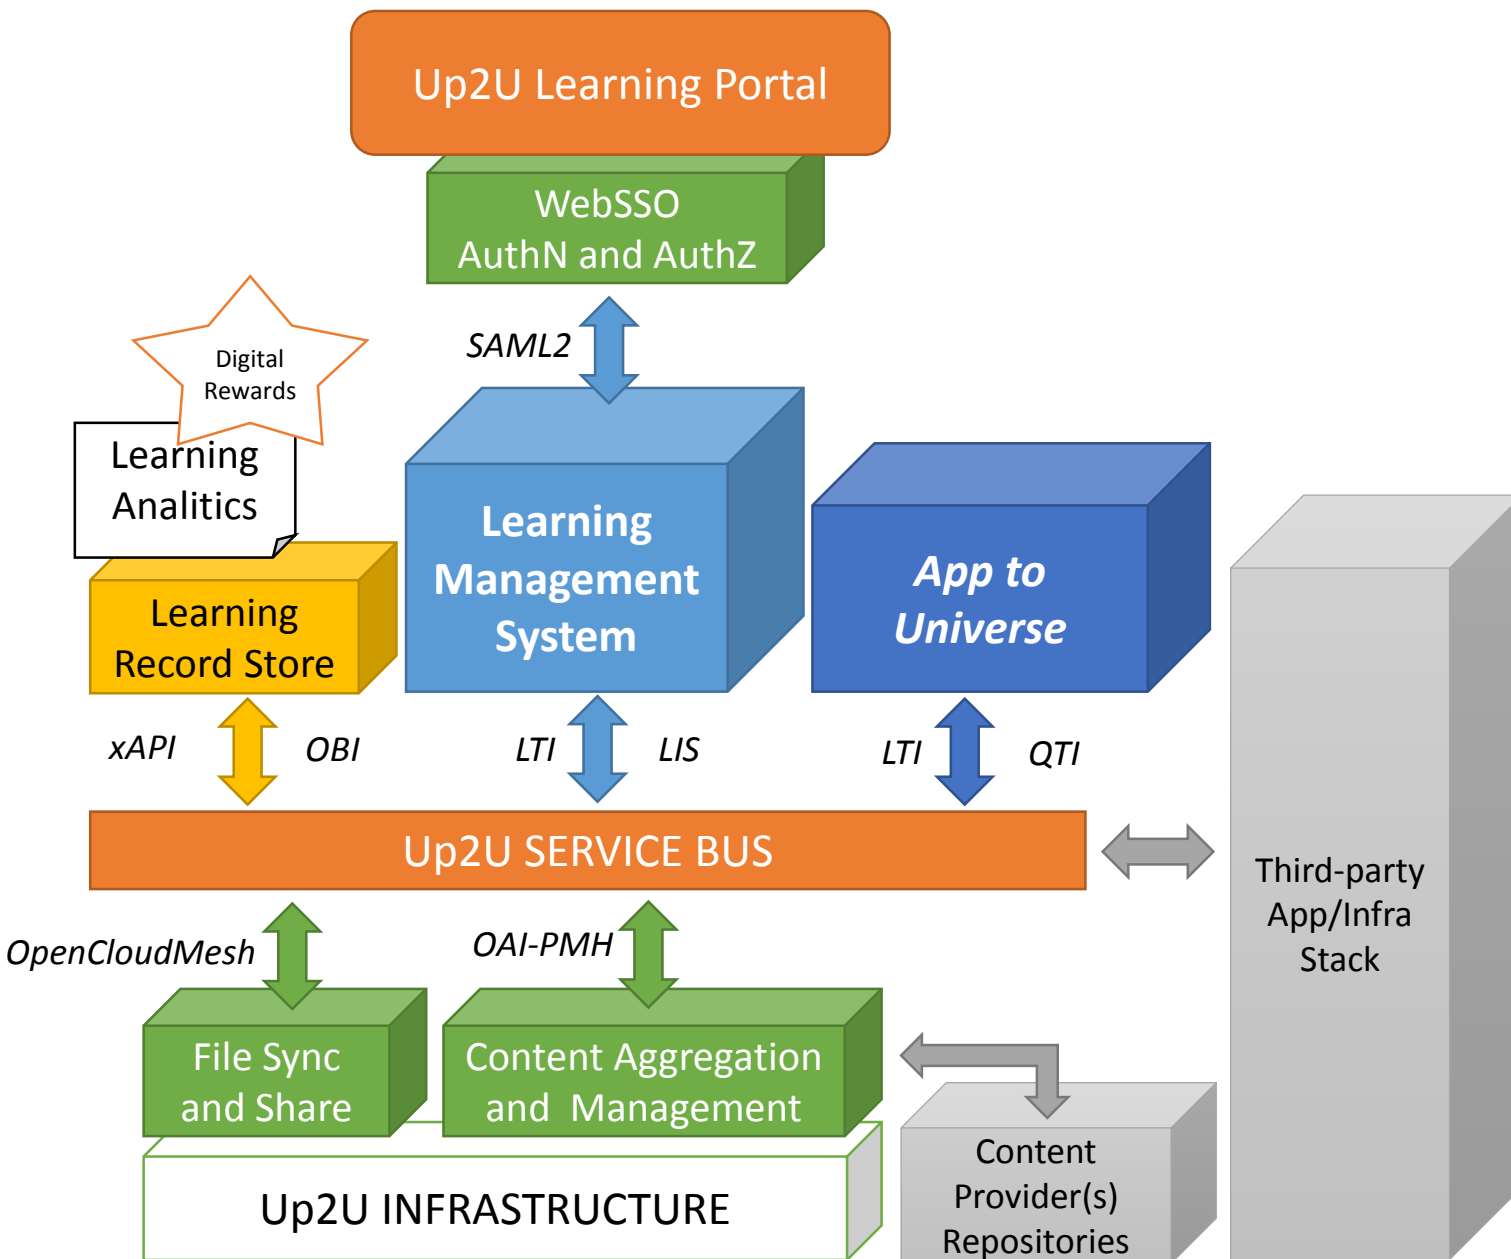 Up2U Learning Portal
WebSSO
AuthN and AuthZ
SAML2
Digital
Rewards
Learning
Analitics
Learning
Record Store
Learning
Management
System
App to
Universe
xAPI
OBI
LTI
LIS
LTI
QTI
Up2U SERVICE BUS
Third-party
App/Infra
Stack
OpenCloudMesh
OAI-PMH
File Sync
and Share
Content Aggregation
and Management
Up2U INFRASTRUCTURE
Content
Provider(s)
Repositories